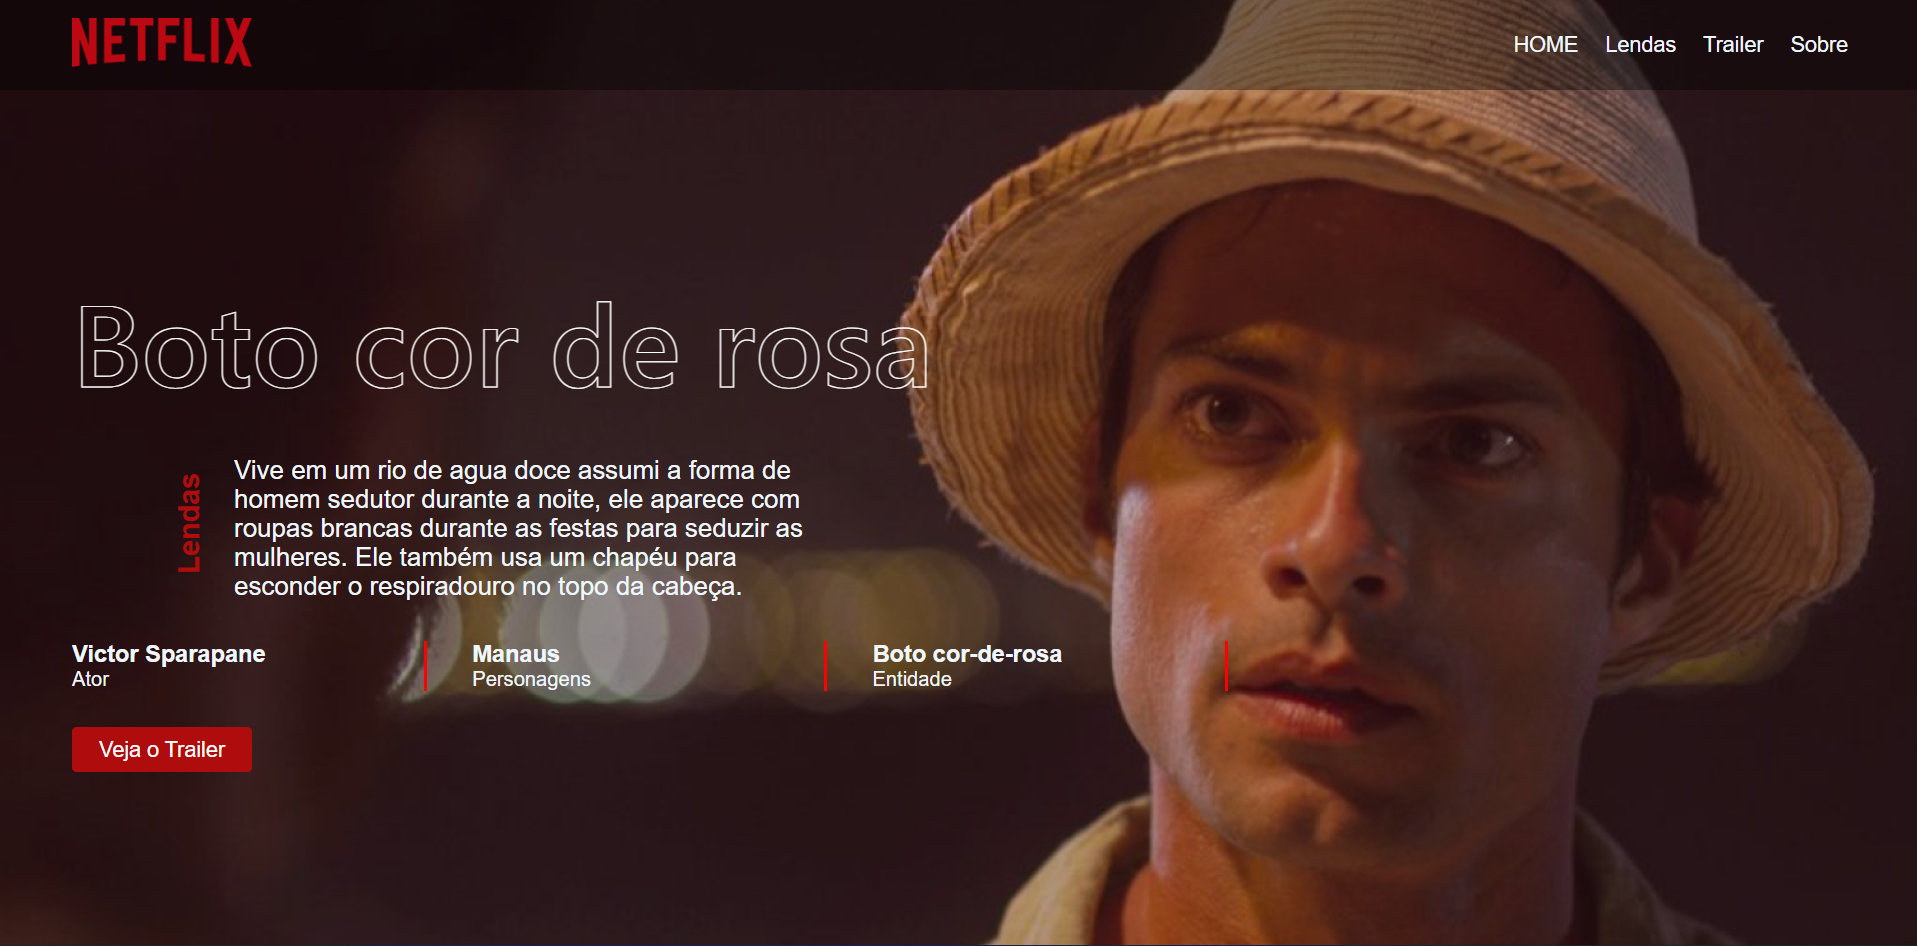 NETFLIX
HOME Lendas Trailer Sobre
Boto cor de rosa
Lendas
Vive em um rio de agua doce assumi a forma de
homem sedutor durante a noite, ele aparece com
roupas brancas durante as festas para seduzir as
mulheres. Ele também usa um chapéu para
esconder o respiradouro no topo da cabeça.
Victor Sparapane
Ator
Manaus
Personagens
Boto cor-de-rosa
Entidade
Veja o Trailer